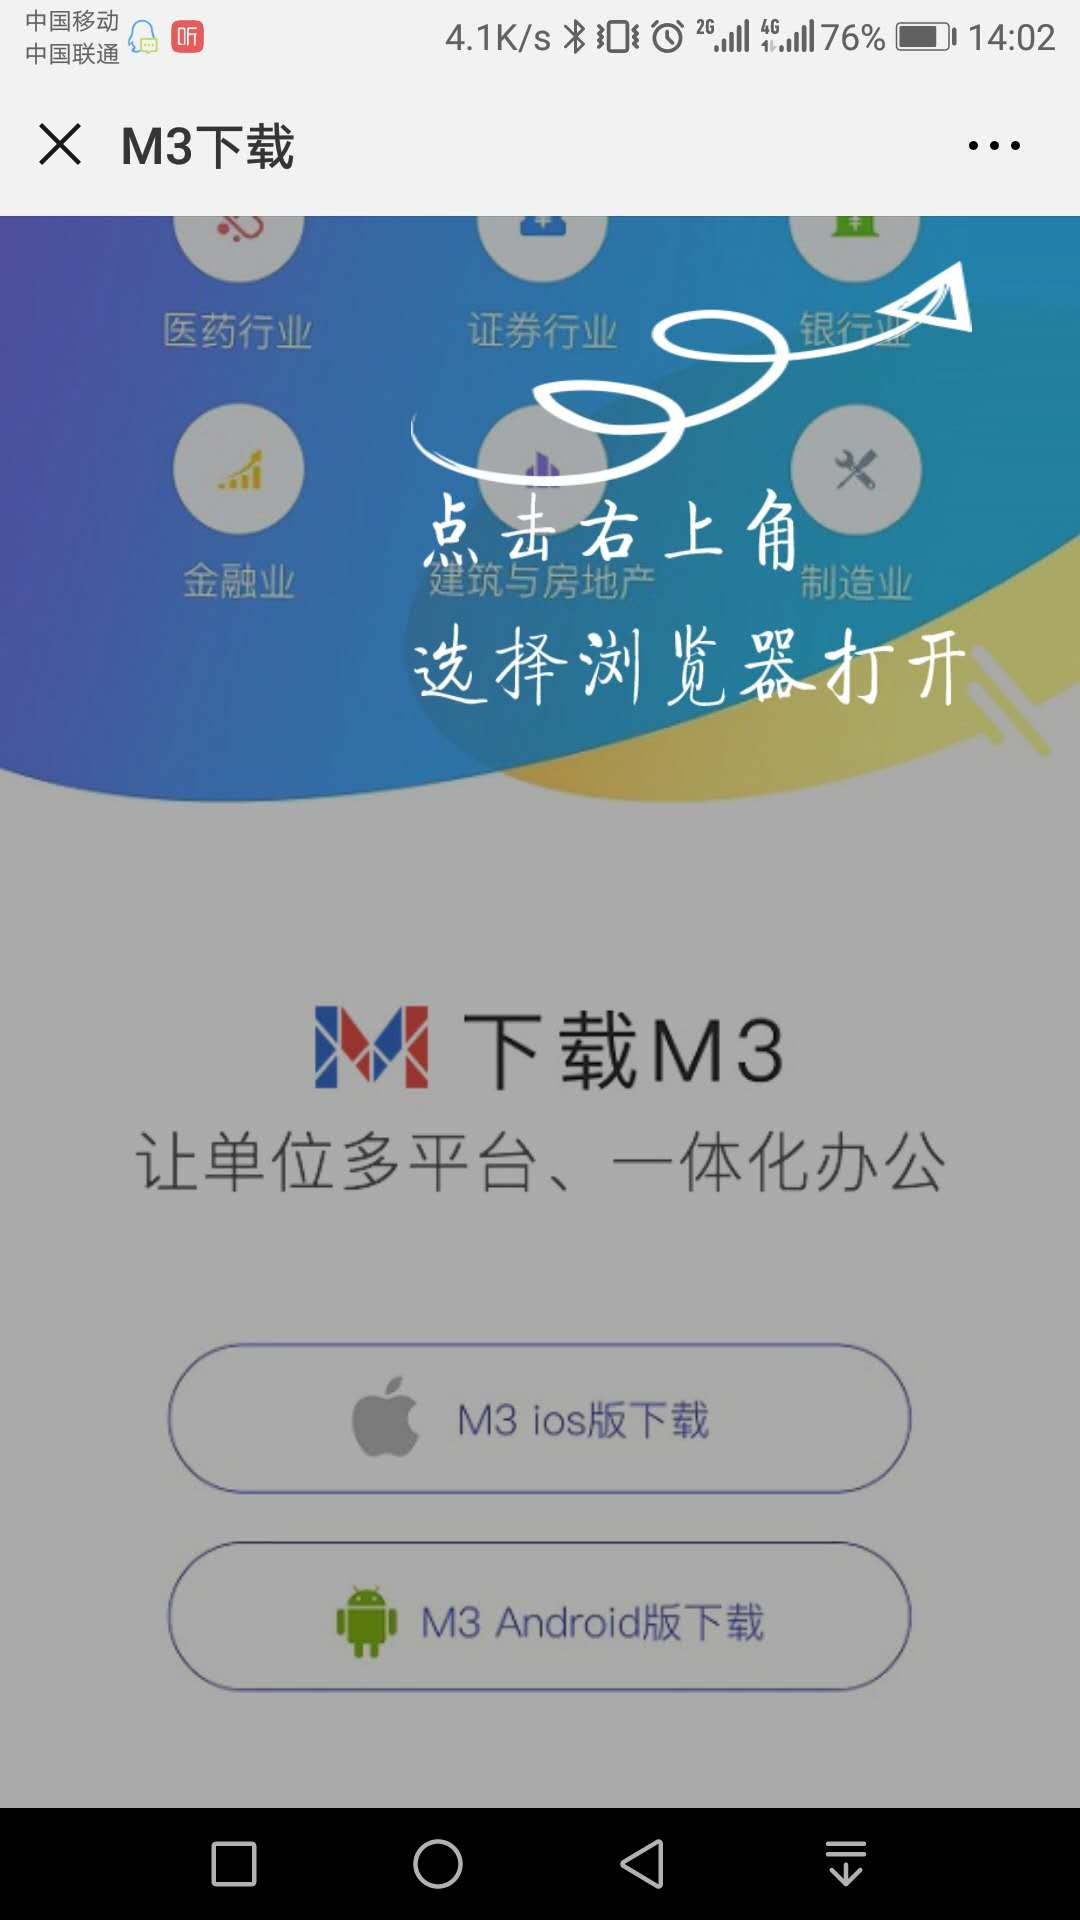 中国移动
中国联通
听
4.1K/s 2G 4G 76% 14:02
M3下载
医药行业 证券行业 银行业
金融业 建筑与房地产 制造业
点击右上角
选择浏览器打开
下载M3
让单位多平台、一体化办公
M3 ios版下载
M3 Android版下载